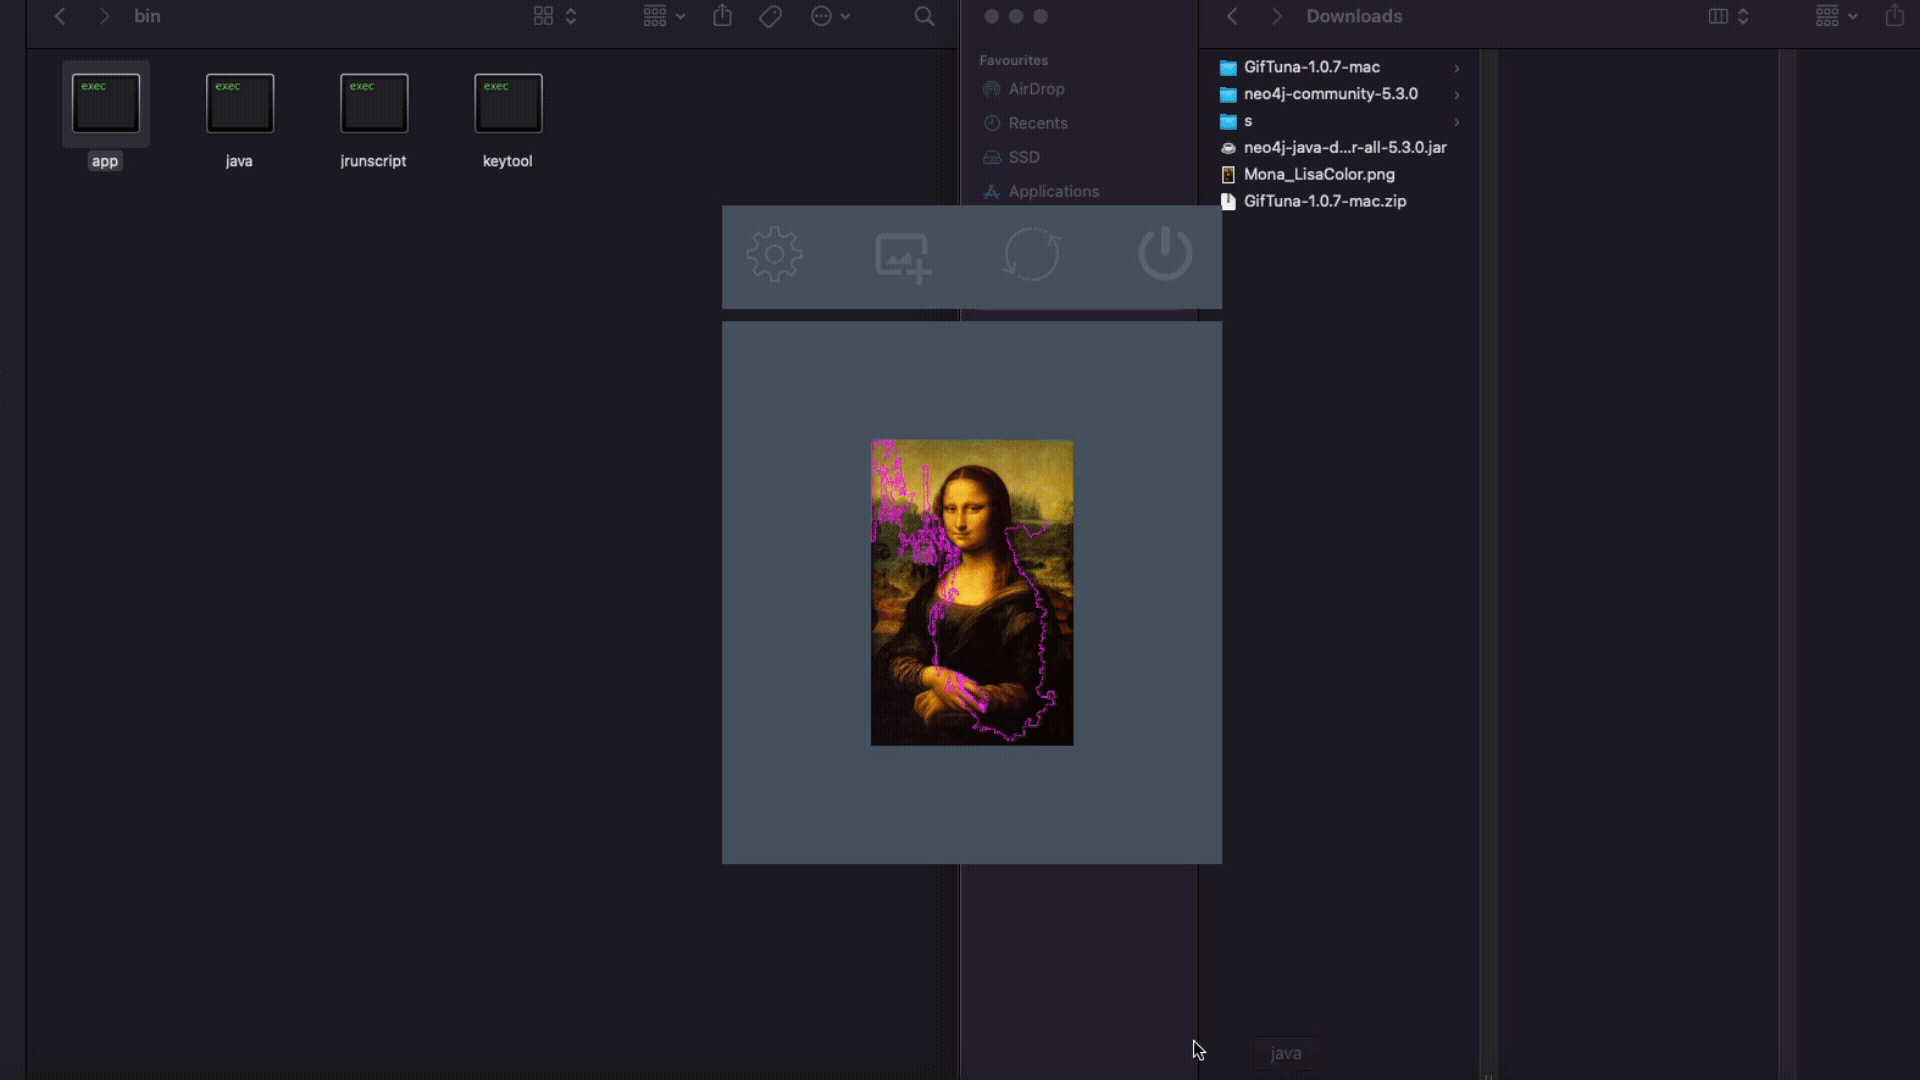 bin
exec
exec
exec
exec
app
java
jrunscript
keytool
Favourites
AirDrop
Recents
SSD
Applications
Downloads
GifTuna-1.0.7-mac
neo4j-community-5.3.0
s
neo4j-java-d...r-all-5.3.0.jar
Mona_LisaColor.png
GifTuna-1.0.7-mac.zip
java